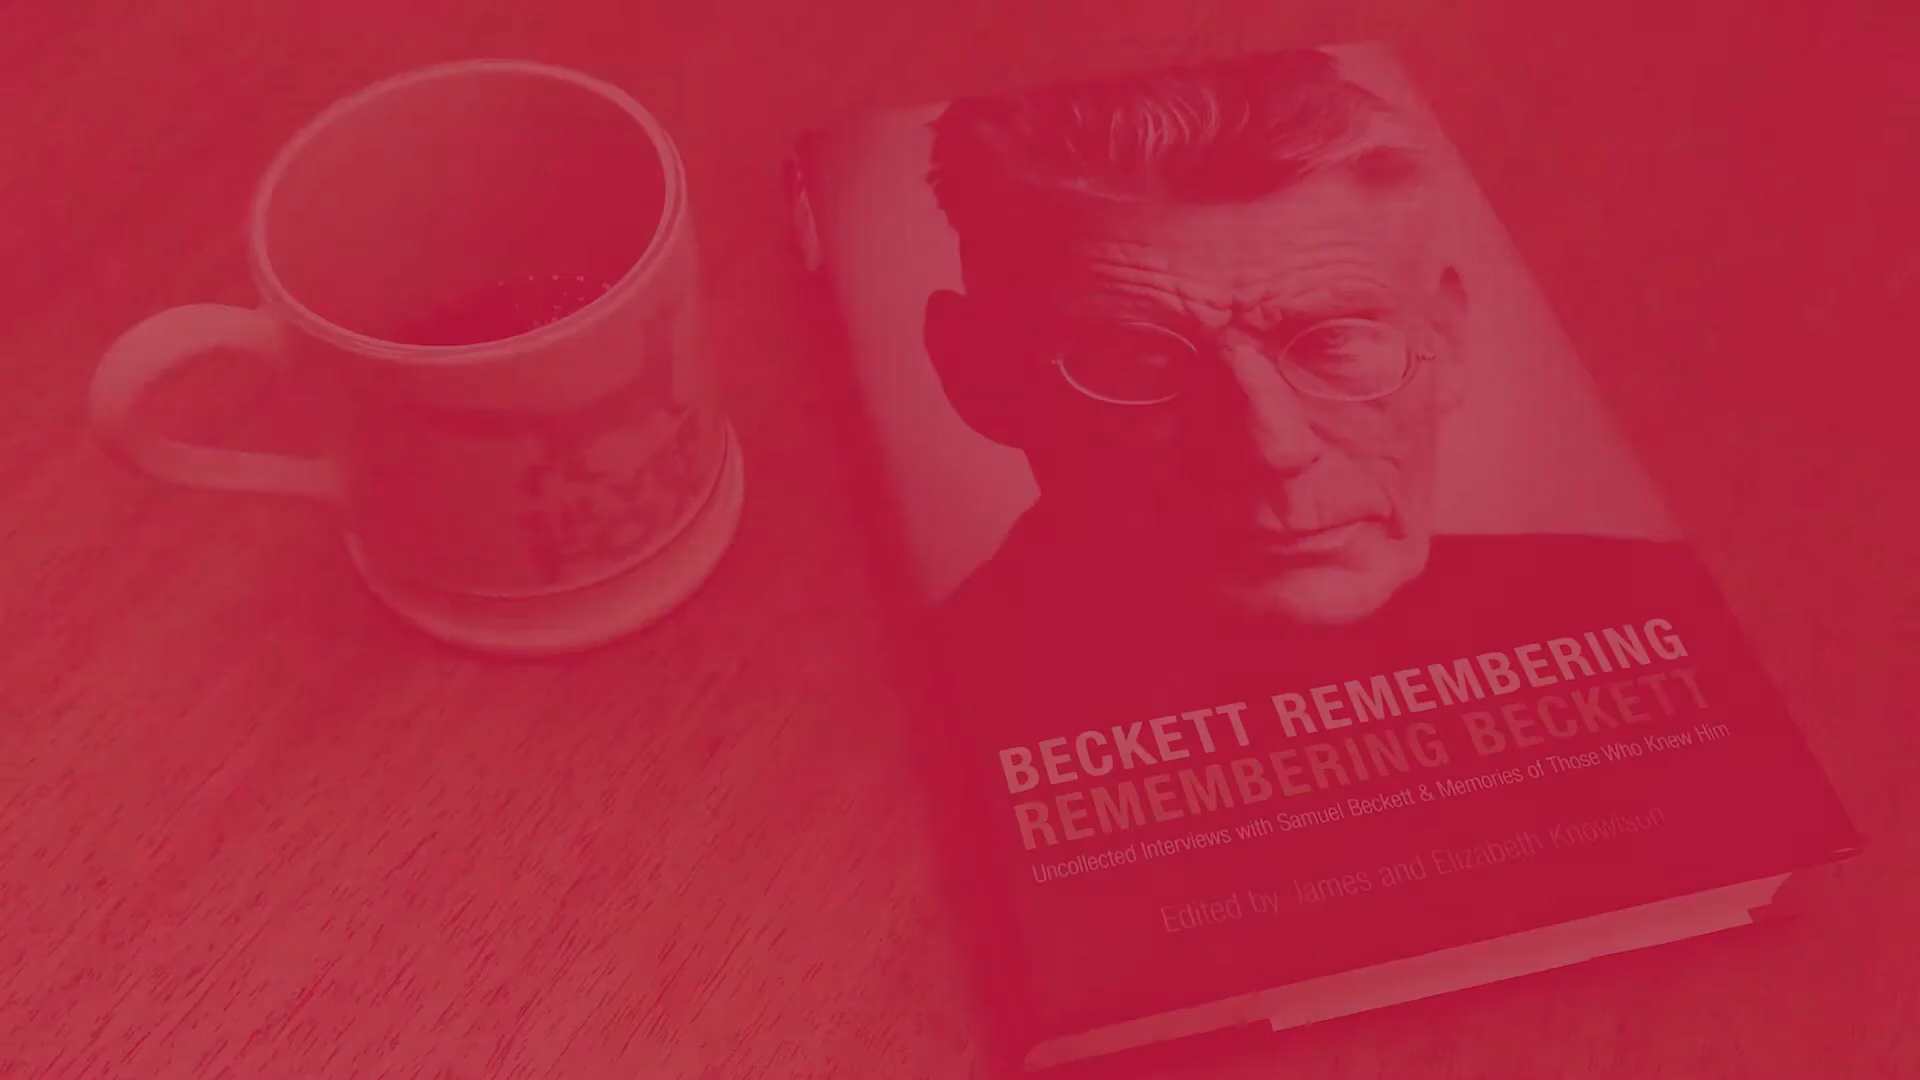 BECKETT REMEMBERING
REMEMBERING BECKETT
Uncollected Interviews with Samuel Beckett & Memories of Those Who Knew Him
Edited by James and Elizabeth Knowlson